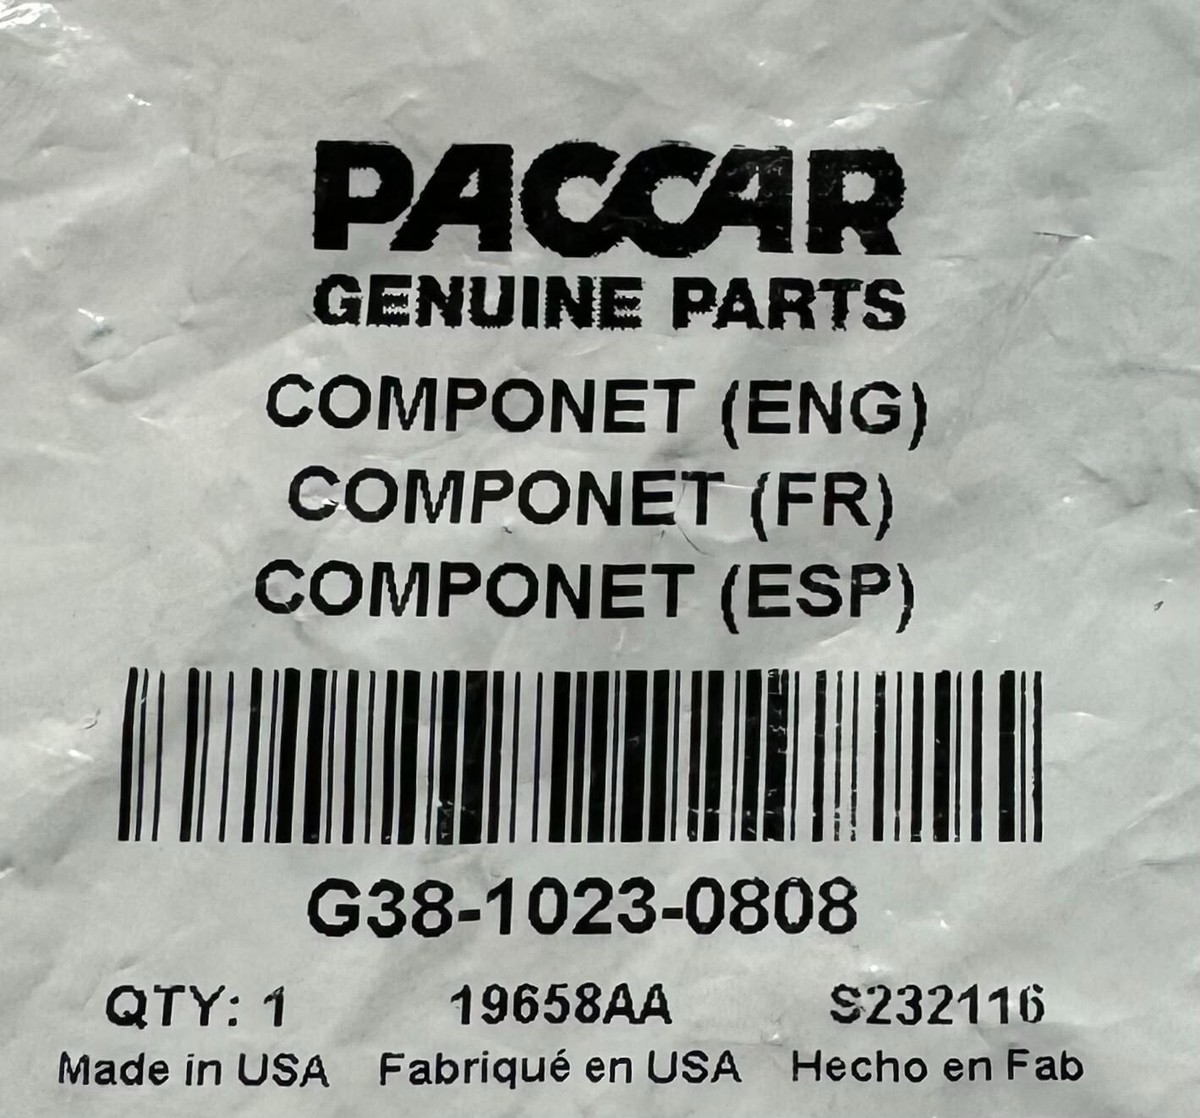 PACCAR
GENUINE PARTS
COMPONET (ENG)
COMPONET (FR)
COMPONET (ESP)
G38-1023-0808
QTY: 1 19658AA S232116
Made in USA Fabriqué en USA Hecho en Fab